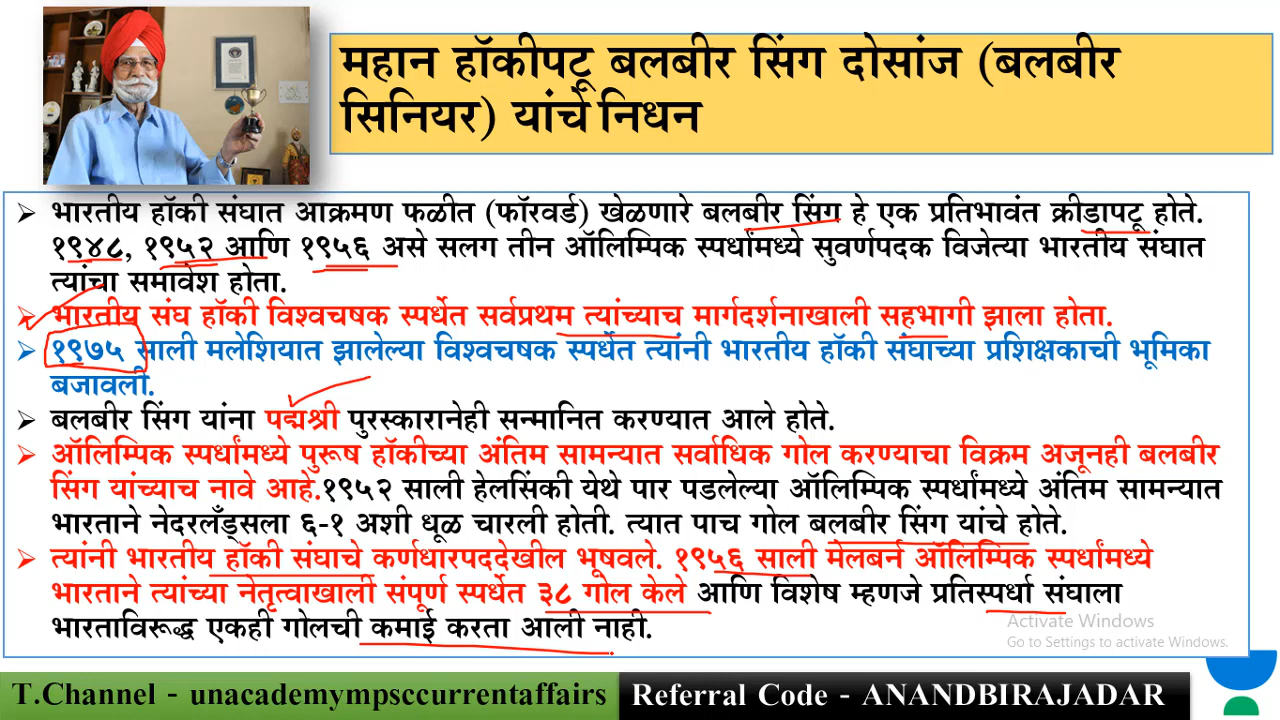 महान हॉकीपटू बलबीर सिंग दोसांज (बलबीर
सिनियर) यांचे निधन
भारतीय हॉकी संघात आक्रमण फळीत (फॉरवर्ड) खेळणारे बलबीर सिंग हे एक प्रतिभावंत क्रीडापटू होते.
१९४८, १९५२ आणि १९५६ असे सलग तीन ऑलिम्पिक स्पर्धांमध्ये सुवर्णपदक विजेत्या भारतीय संघात
त्यांचा समावेश होता.
भारतीय संघ हॉकी विश्वचषक स्पर्धेत सर्वप्रथम त्यांच्याच मार्गदर्शनाखाली सहभागी झाला होता.
१९७५ साली मलेशियात झालेल्या विश्वचषक स्पर्धेत त्यांनी भारतीय हॉकी संघाच्या प्रशिक्षकाची भूमिका
बजावली.
बलबीर सिंग यांना पद्मश्री पुरस्कारानेही सन्मानित करण्यात आले होते.
ऑलिम्पिक स्पर्धांमध्ये पुरूष हॉकीच्या अंतिम सामन्यात सर्वाधिक गोल करण्याचा विक्रम अजूनही बलबीर
सिंग यांच्याच नावे आहे.१९५२ साली हेलसिंकी येथे पार पडलेल्या ऑलिम्पिक स्पर्धांमध्ये अंतिम सामन्यात
भारताने नेदरलँड्सला ६-१ अशी धूळ चारली होती. त्यात पाच गोल बलबीर सिंग यांचे होते.
त्यांनी भारतीय हॉकी संघाचे कर्णधारपददेखील भूषवले. १९५६ साली मेलबर्न ऑलिम्पिक स्पर्धांमध्ये
भारताने त्यांच्या नेतृत्वाखाली संपूर्ण स्पर्धेत ३८ गोल केले आणि विशेष म्हणजे प्रतिस्पर्धा संघाला
भारताविरूद्ध एकही गोलची कमाई करता आली नाही.
Activate Windows
Go to Settings to activate Windows.
T.Channel - unacademympsccurrentaffairs
Referral Code - ANANDBIRAJADAR